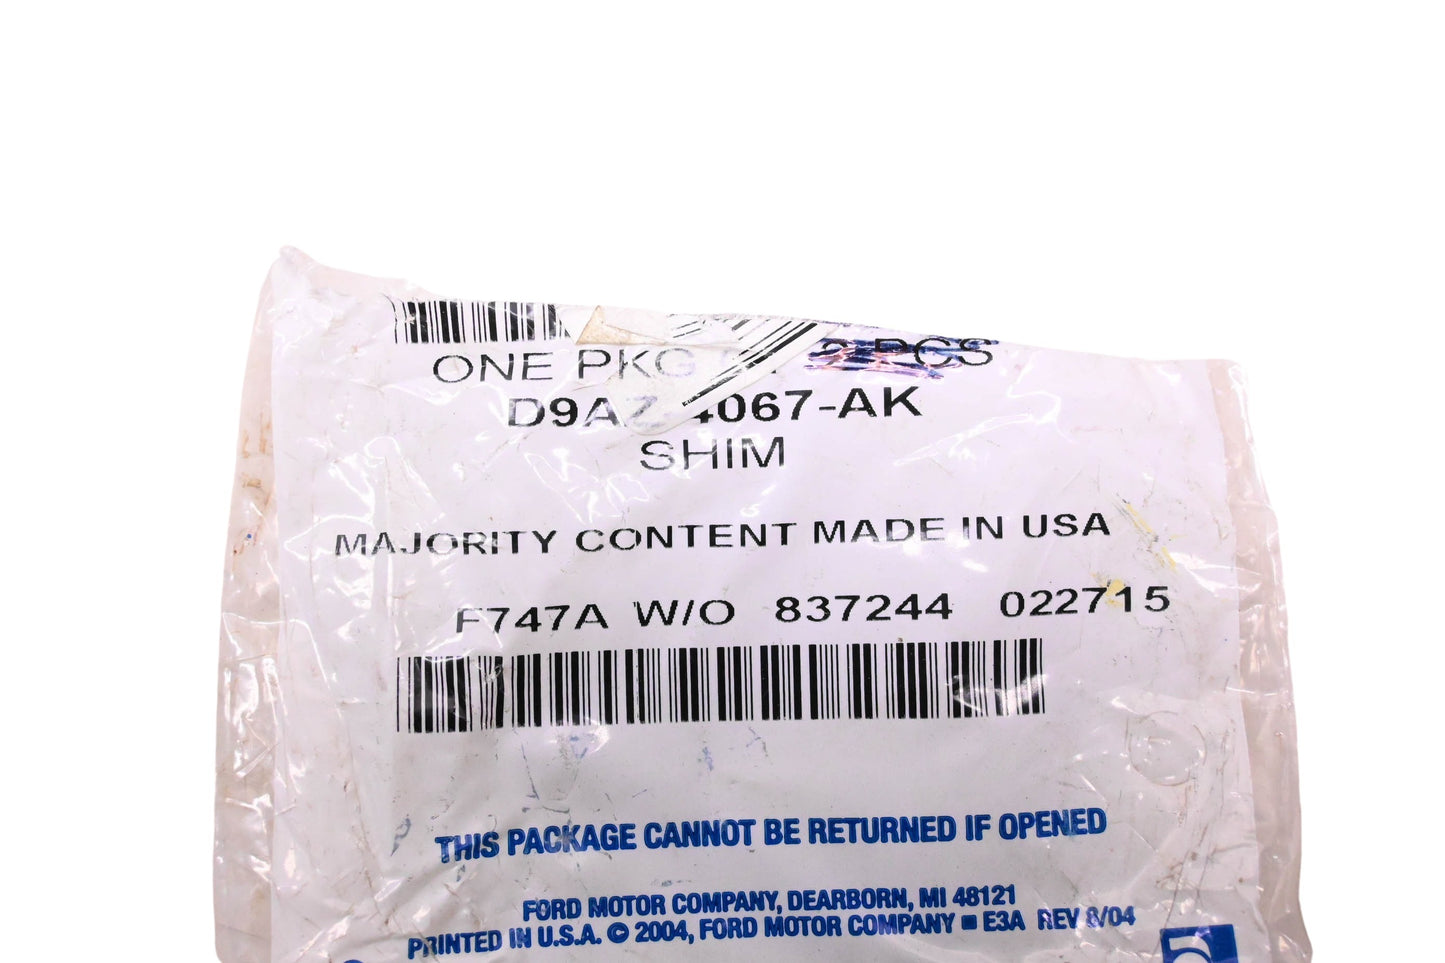 ONE PKG PCS
D9AZ-4067-AK
SHIM
MAJORITY CONTENT MADE IN USA
F747A W/O 837244 022715
THIS PACKAGE CANNOT BE RETURNED IF OPENED
FORD MOTOR COMPANY, DEARBORN, MI 48121
PRINTED IN U.S.A. © 2004, FORD MOTOR COMPANY ■ E3A REV 8/04